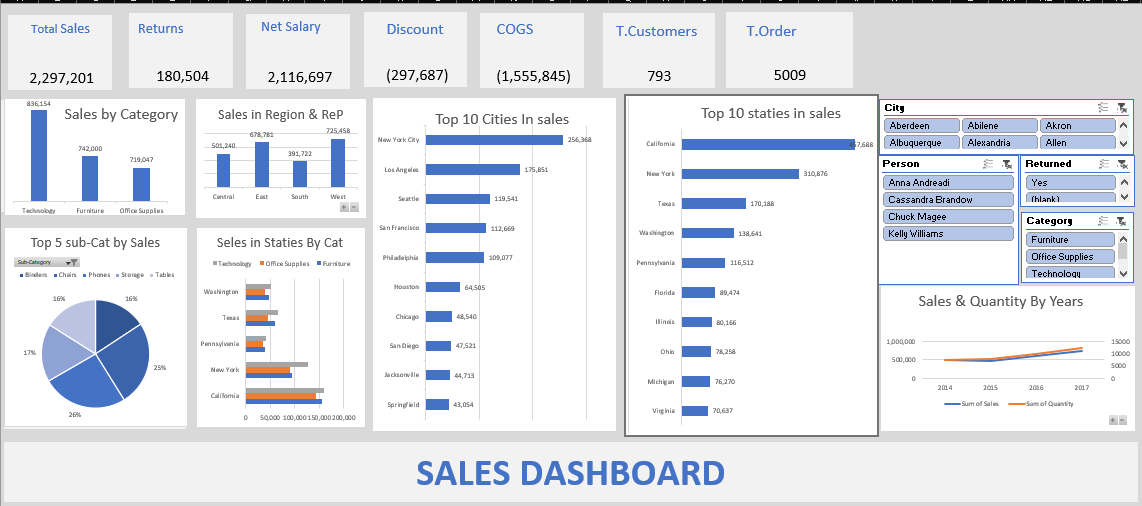 Total Sales
2,297,201
Returns
180,504
Net Salary
2,116,697
Discount
(297,687)
COGS
(1,555,845)
T.Customers
793
T.Order
5009
Sales by Category
836,154
742,000
719,047
Technology Furniture Office Supplies
Sales in Region & ReP
501,240
678,781
391,722
725,458
Central East South West
Top 10 Cities In sales
New York City 256,368
Los Angeles 175,851
Seattle 119,541
San Francisco 112,669
Philadelphia 109,077
Houston 64,505
Chicago 48,540
San Diego 47,521
Jacksonville 44,713
Springfield 43,054
Top 10 staties in sales
California 457,688
New York 310,876
Texas 170,188
Washington 138,641
Pennsylvania 116,512
Florida 89,474
Illinois 80,166
Ohio 78,258
Michigan 76,270
Virginia 70,637
City
Aberdeen Abilene Akron
Albuquerque Alexandria Allen
Person
Anna Andreadi
Cassandra Brandow
Chuck Magee
Kelly Williams
Returned
Yes
(blank)
Category
Furniture
Office Supplies
Technology
Top 5 sub-Cat by Sales
Sub-Category
Binders Chairs Phones Storage Tables
16%
25%
26%
17%
16%
Seles in Staties By Cat
Technology Office Supplies Furniture
Washington
Texas
Pennsylvania
New York
California
0 50,000 100,000 150,000 200,000
Sales & Quantity By Years
1,000,000 15000
500,000 10000
5000
0 0
2014 2015 2016 2017
Sum of Sales Sum of Quantity
SALES DASHBOARD